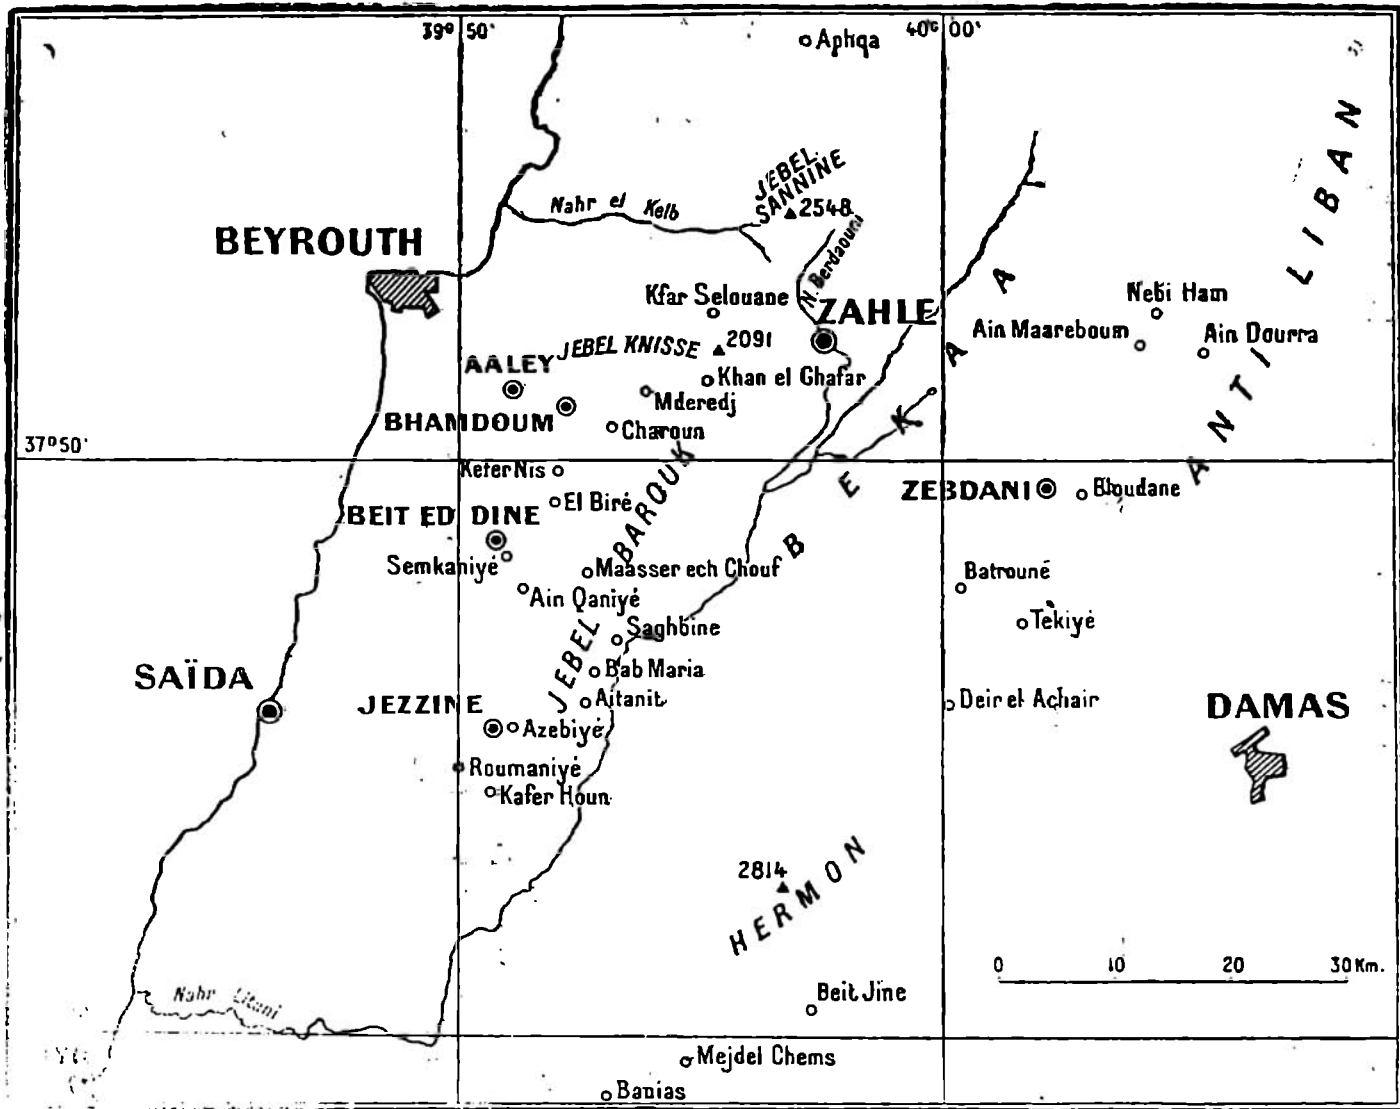 39° 50'
40° 00'
Aphqa
JEBEL
SANNINE
2548
Nahr el Kelb
N. Berdaouni
BEYROUTH
Kfar Selouane
ZAHLE
Nebi Ham
Ain Maareboum
Ain Dourra
ANTI LIBAN
JEBEL KNISSE
2091
AALEY
Khan el Ghafar
Mderedj
BHAMDOUM
Charoun
37° 50'
BEKAA
Kefer Nis
El Biré
ZEBDANI
Bloudane
BEIT ED DINE
JEBEL BAROUK
Semkaniyé
Maasser ech Chouf
Batrouné
Ain Qaniyé
Tekiyé
Saghbine
SAÏDA
Bab Maria
JEZZINE
Aitanit
Deir el Achair
DAMAS
Azebiyé
Roumaniyé
Kafer Houn
2814
HERMON
0 10 20 30 Km.
Beit Jine
Nahr Litani
Mejdel Chems
Banias